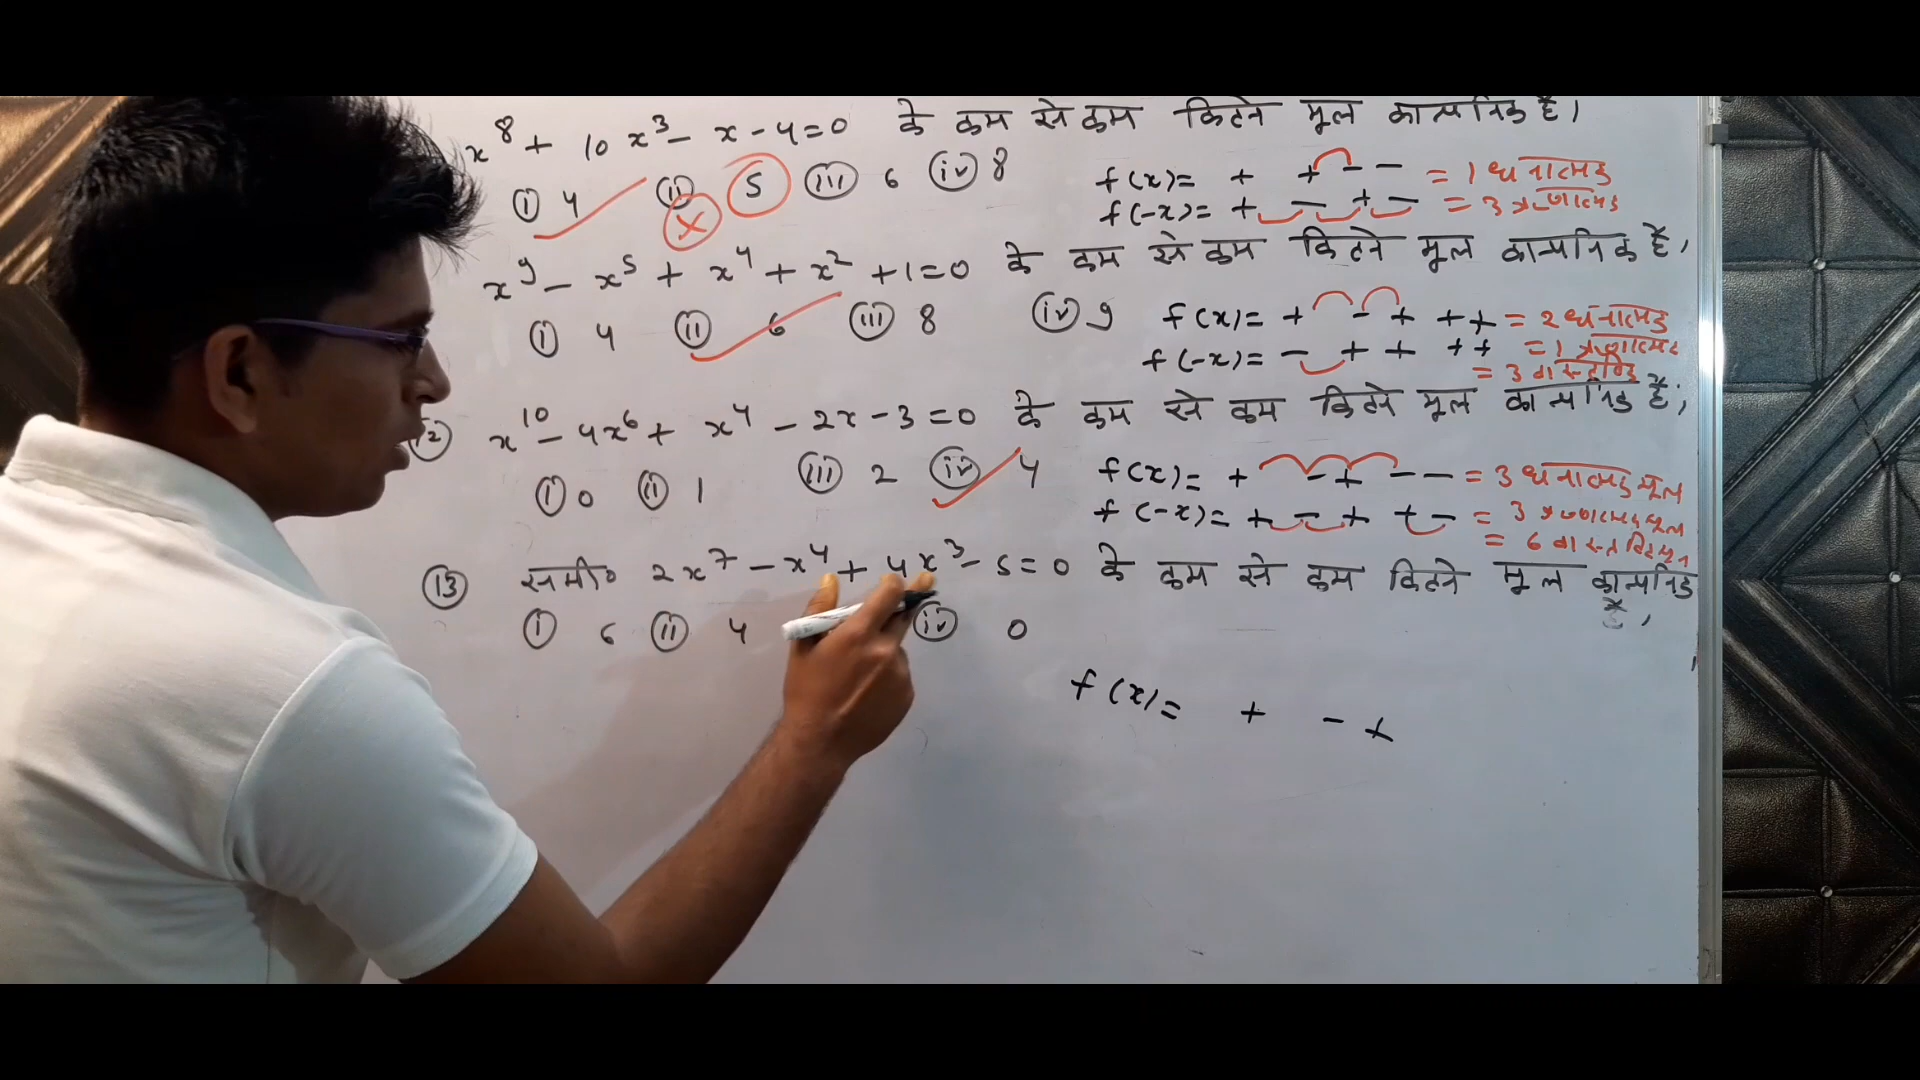 x⁸ + 10x³ - x - 4 = 0 के कम से कम कितने मूल काल्पनिक है,
(i) 4 (ii) 5 (iii) 6 (iv) 8
f(x) = + + - - = 1 धनात्मक
f(-x) = + - + - = 3 ऋणात्मक
x⁹ - x⁵ + x⁴ + x² + 1 = 0 के कम से कम कितने मूल काल्पनिक है,
(i) 4 (ii) 6 (iii) 8 (iv) 9
f(x) = + - + + + = 2 धनात्मक
f(-x) = - + + + + = 1 ऋणात्मक
= 3 वास्तविक
(12) x¹⁰ - 4x⁶ + x⁴ - 2x - 3 = 0 के कम से कम कितने मूल काल्पनिक है,
(i) 0 (ii) 1 (iii) 2 (iv) 4
f(x) = + - + - - = 3 धनात्मक मूल
f(-x) = + - + + - = 3 ऋणात्मक मूल
= 6 वास्तविक मूल
(13) समी० 2x⁷ - x⁴ + 4x³ - 5 = 0 के कम से कम कितने मूल काल्पनिक है,
(i) 6 (ii) 4 (iv) 0
f(x) = + - +